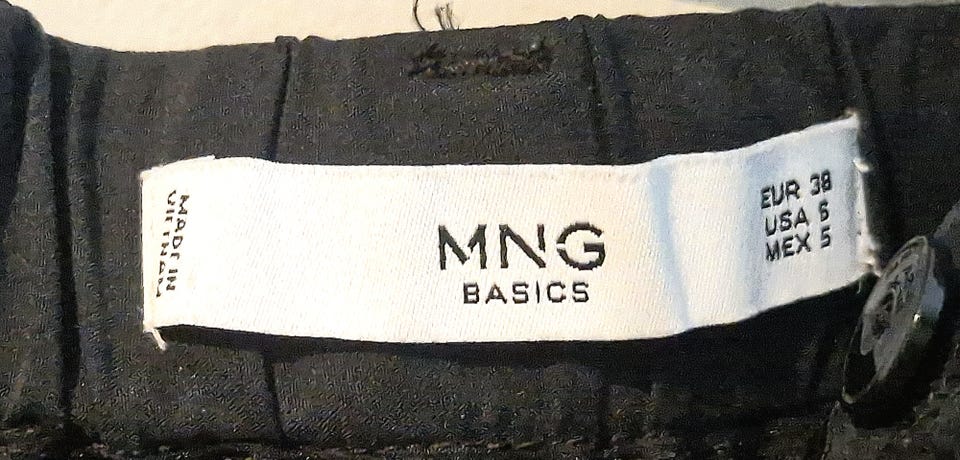 MADE IN
VIETNAM
MNG
BASICS
EUR 38
USA 6
MEX 5